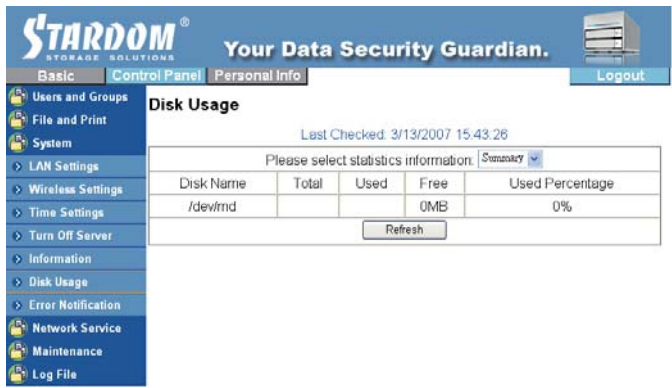 STARDOM®
STORAGE SOLUTIONS
Your Data Security Guardian.
Basic Control Panel Personal Info Logout
Users and Groups
File and Print
System
LAN Settings
Wireless Settings
Time Settings
Turn Off Server
Information
Disk Usage
Error Notification
Network Service
Maintenance
Log File
Disk Usage
Last Checked: 3/13/2007 15:43:26
Please select statistics information: Summary
Disk Name Total Used Free Used Percentage
/dev/md 0MB 0%
Refresh